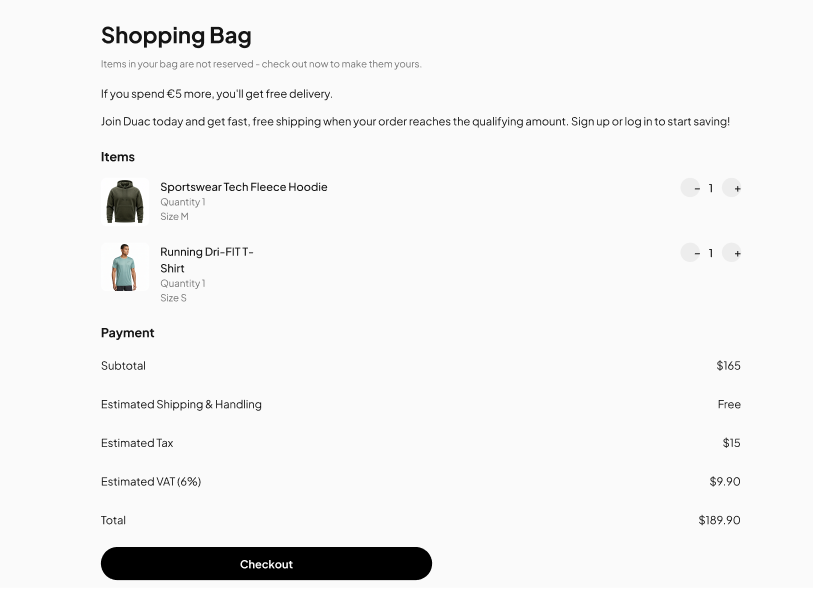 Shopping Bag
Items in your bag are not reserved - check out now to make them yours.
If you spend €5 more, you'll get free delivery.
Join Duac today and get fast, free shipping when your order reaches the qualifying amount. Sign up or log in to start saving!
Items
Sportswear Tech Fleece Hoodie
Quantity 1
Size M
- 1 +
Running Dri-FIT T-
Shirt
Quantity 1
Size S
- 1 +
Payment
Subtotal $165
Estimated Shipping & Handling Free
Estimated Tax $15
Estimated VAT (6%) $9.90
Total $189.90
Checkout